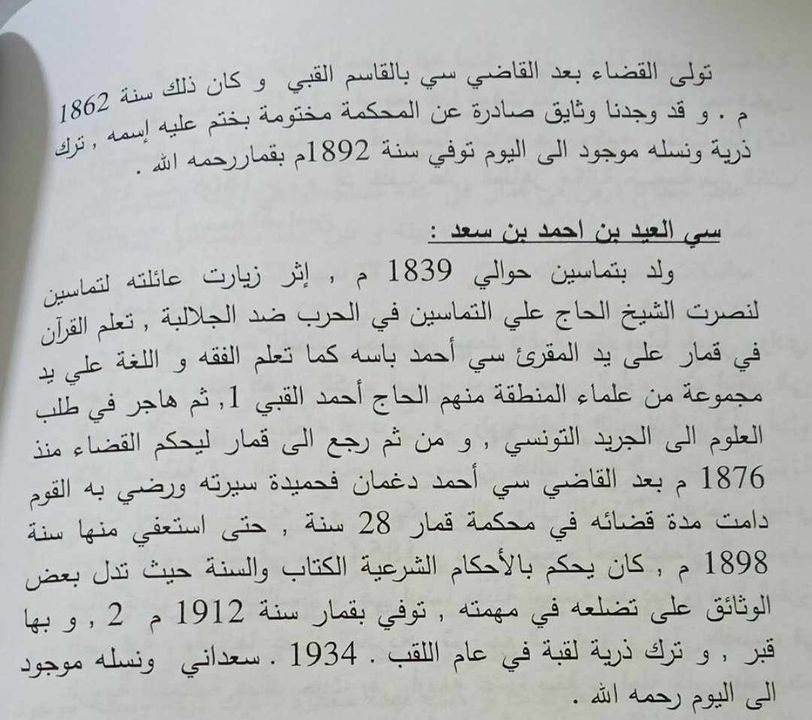 تولى القضاء بعد القاضي سي بالقاسم القبي و كان ذلك سنة 1862
م . و قد وجدنا وثايق صادرة عن المحكمة مختومة بختم عليه إسمه , ترك
ذرية ونسله موجود الى اليوم توفي سنة 1892م بقماررحمه الله .
سي العيد بن احمد بن سعد :
ولد بتماسين حوالي 1839 م , إثر زيارت عائلته لتماسين
لنصرت الشيخ الحاج علي التماسين في الحرب ضد الجلالبة , تعلم القرآن
في قمار على يد المقرئ سي أحمد باسه كما تعلم الفقه و اللغة علي يد
مجموعة من علماء المنطقة منهم الحاج أحمد القبي 1, ثم هاجر في طلب
العلوم الى الجريد التونسي , و من ثم رجع الى قمار ليحكم القضاء منذ
1876 م بعد القاضي سي أحمد دغمان فحميدة سيرته ورضي به القوم
دامت مدة قضائه في محكمة قمار 28 سنة , حتى استعفي منها سنة
1898 م , كان يحكم بالأحكام الشرعية الكتاب والسنة حيث تدل بعض
الوثائق على تضلعه في مهمته , توفي بقمار سنة 1912 م 2 , و بها
قبر , و ترك ذرية لقبة في عام اللقب . 1934 . سعداني ونسله موجود
الى اليوم رحمه الله .